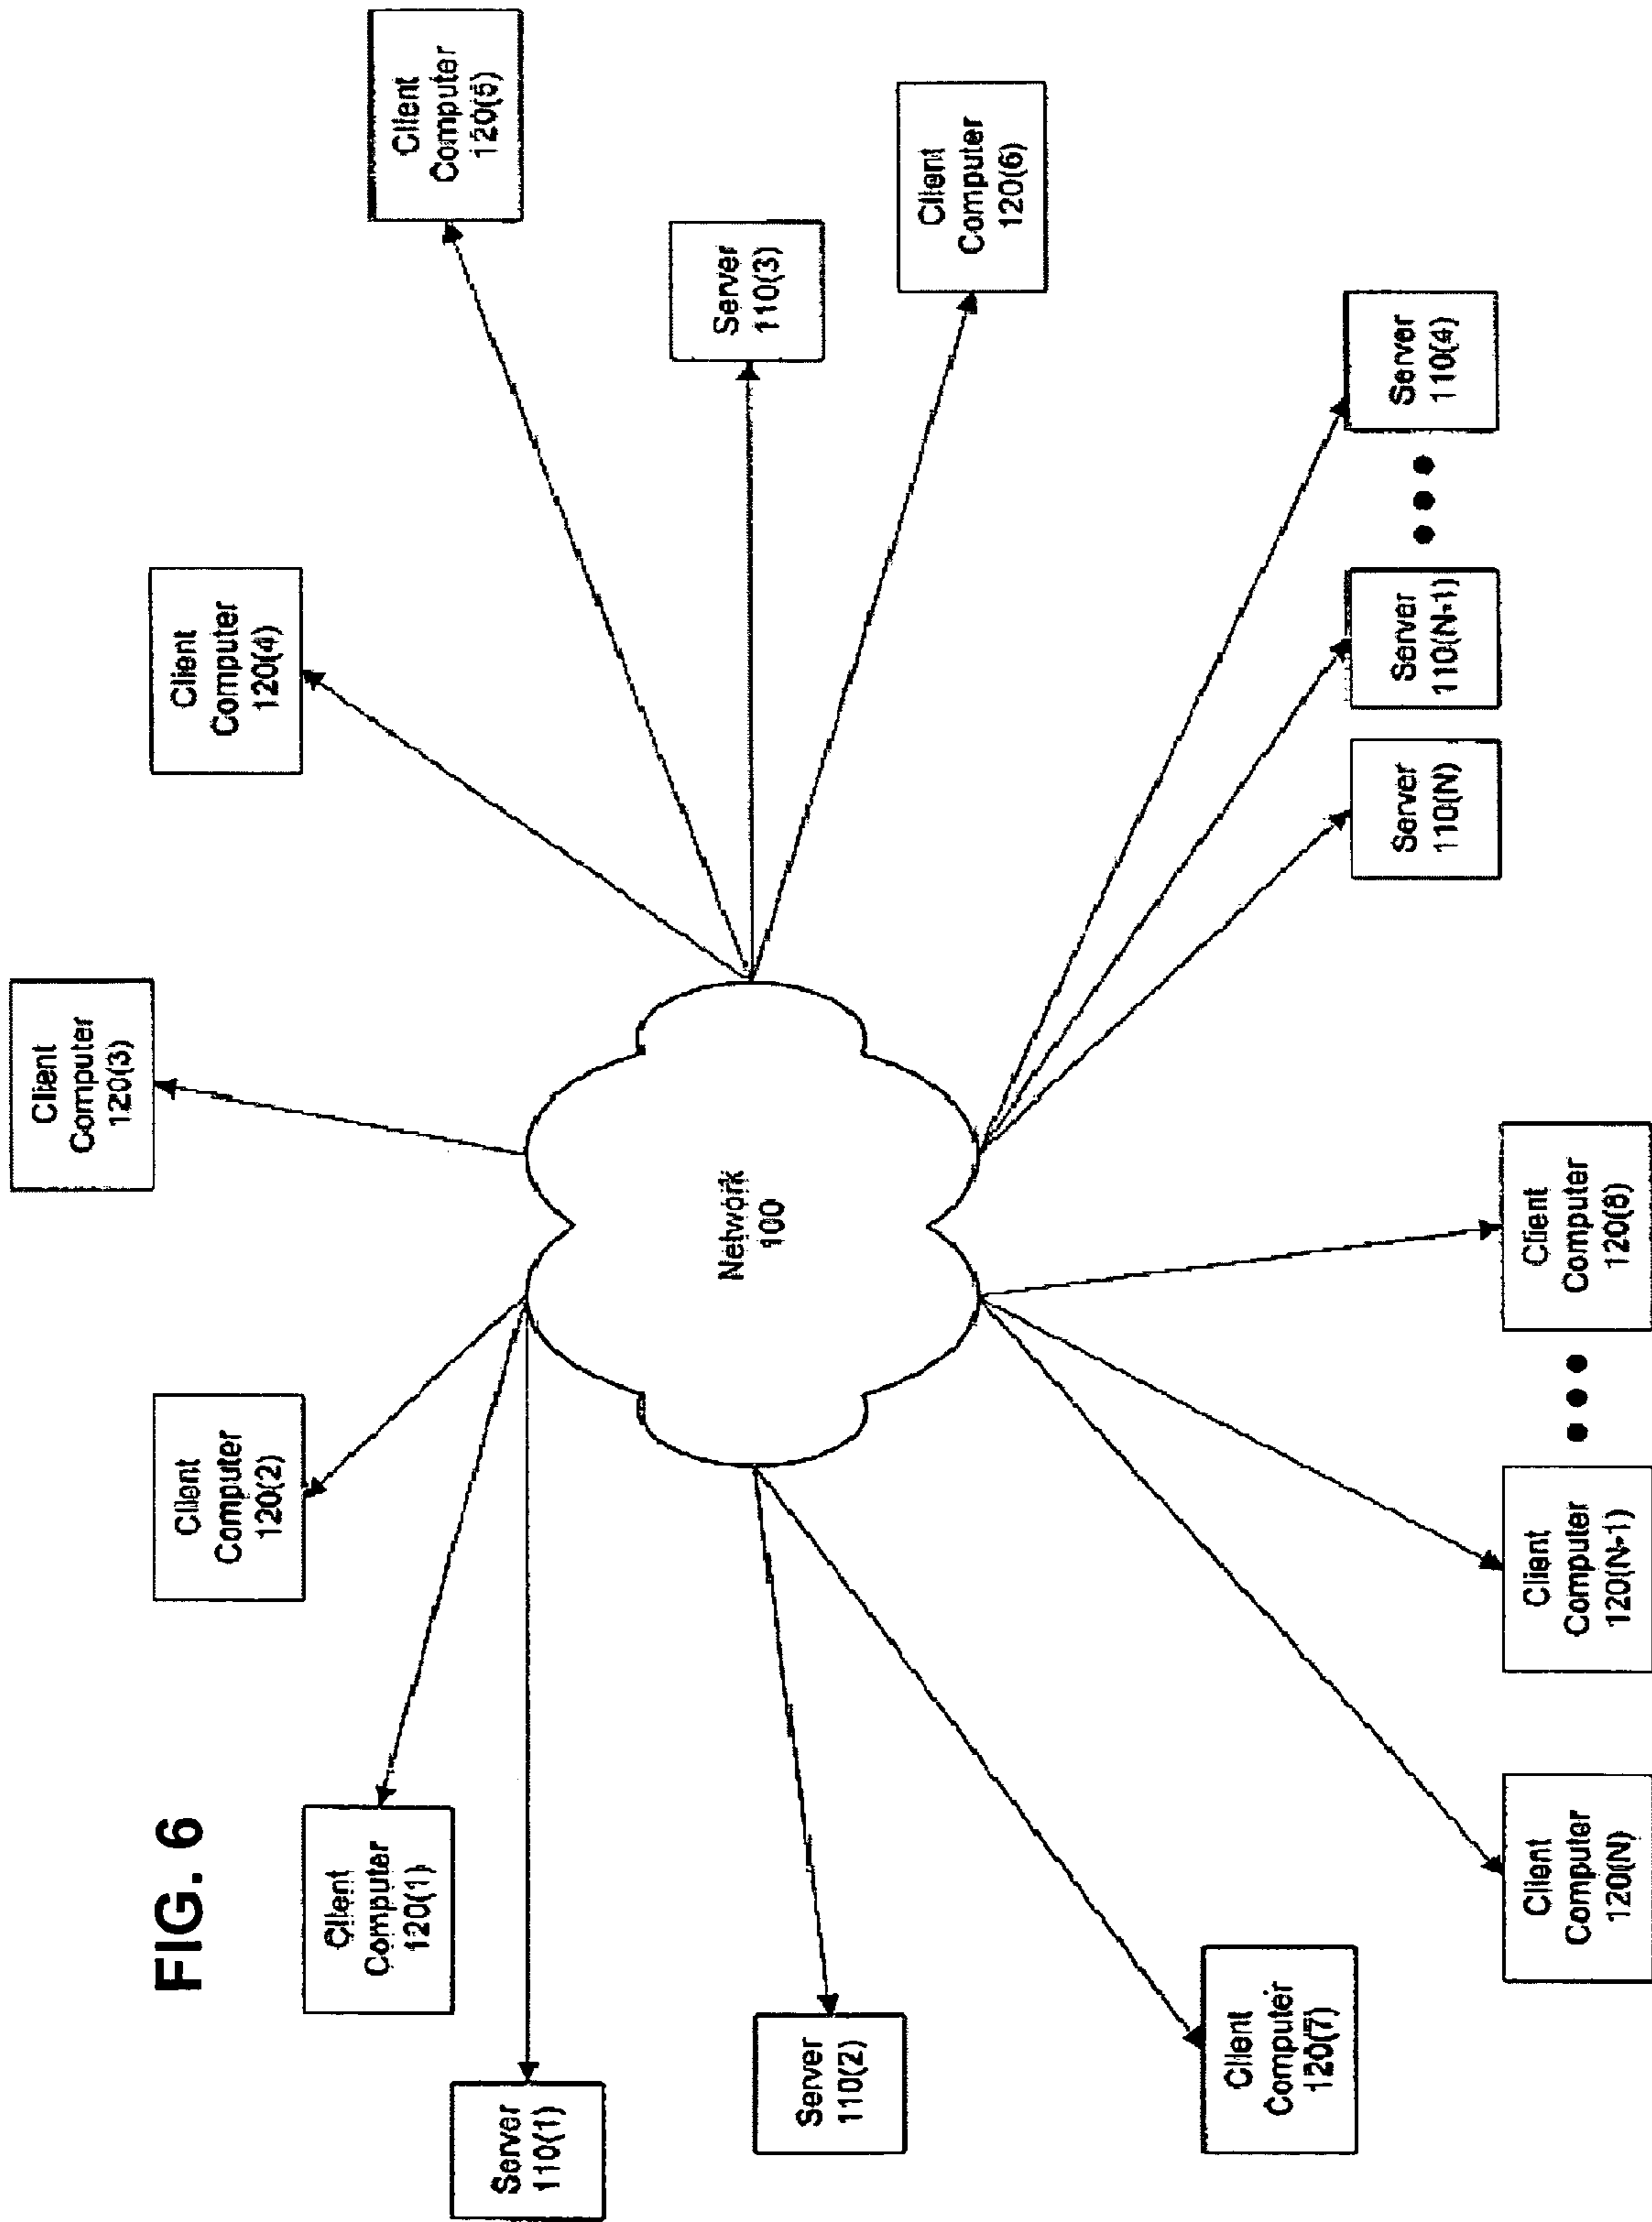 FIG. 6
Client
Computer
120(3)
Client
Computer
120(2)
Client
Computer
120(4)
Client
Computer
120(1)
Client
Computer
120(5)
Server
110(1)
Server
110(2)
Network
100
Server
110(3)
Client
Computer
120(6)
Client
Computer
120(7)
Server
110(N)
Server
110(N-1)
Server
110(4)
Client
Computer
120(N)
Client
Computer
120(N-1)
Client
Computer
120(8)